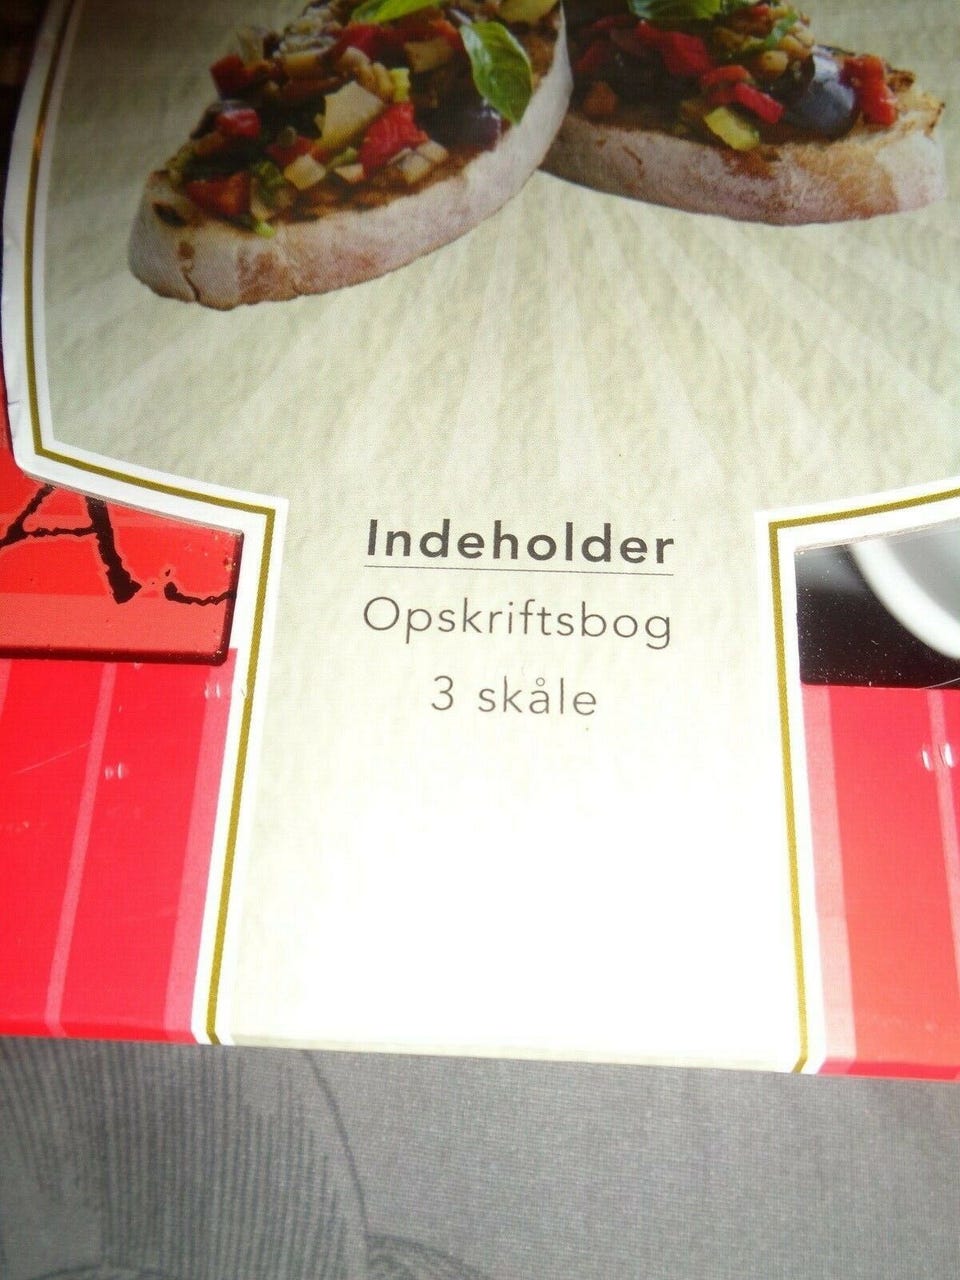 Indeholder
Opskriftsbog
3 skåle